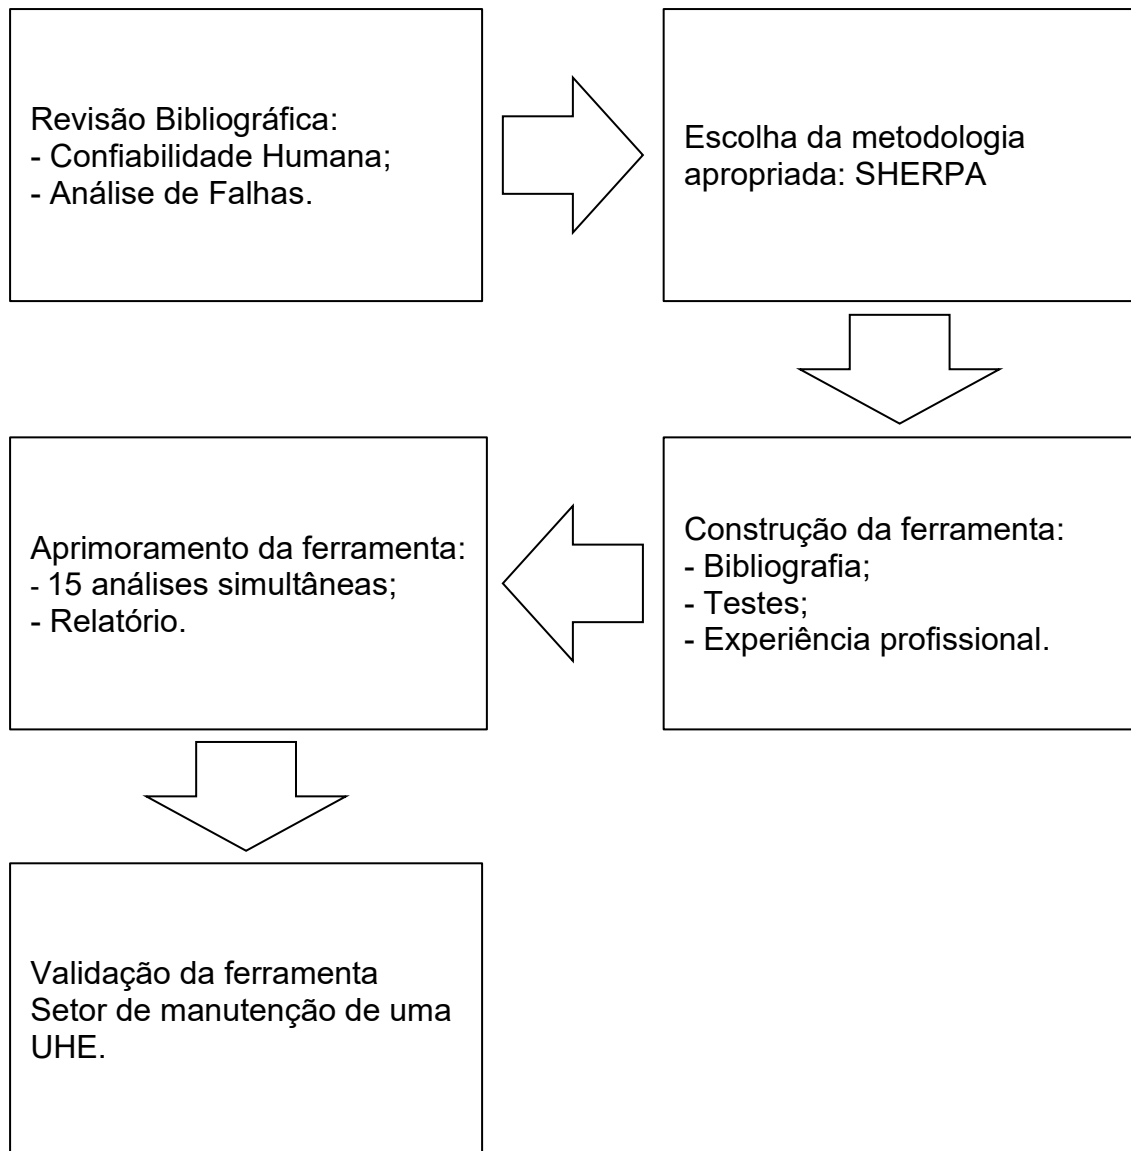 Revisão Bibliográfica:
- Confiabilidade Humana;
- Análise de Falhas.
Escolha da metodologia
apropriada: SHERPA
Construção da ferramenta:
- Bibliografia;
- Testes;
- Experiência profissional.
Aprimoramento da ferramenta:
- 15 análises simultâneas;
- Relatório.
Validação da ferramenta
Setor de manutenção de uma
UHE.